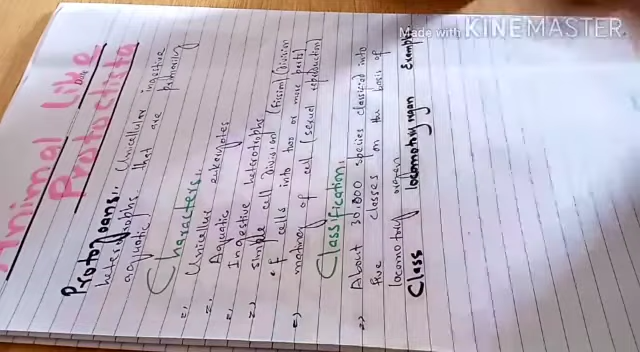 Made with KINEMASTER
Animal Like
Protoctista
Protozoans:. Unicellular ingestive
heterotrophs that are primarily
aquatic
Characters:.
=> Unicellular eukaryotes
=> Aquatic
=> Ingestive heterotrophs
=> Simple cell division (fission) (division
of cells into two or more parts)
=> of cell (sexual reproduction)
Classification:
=> About 30,000 species classified into
five classes on the basis of
locomotory organ
Class locomotory organ Example